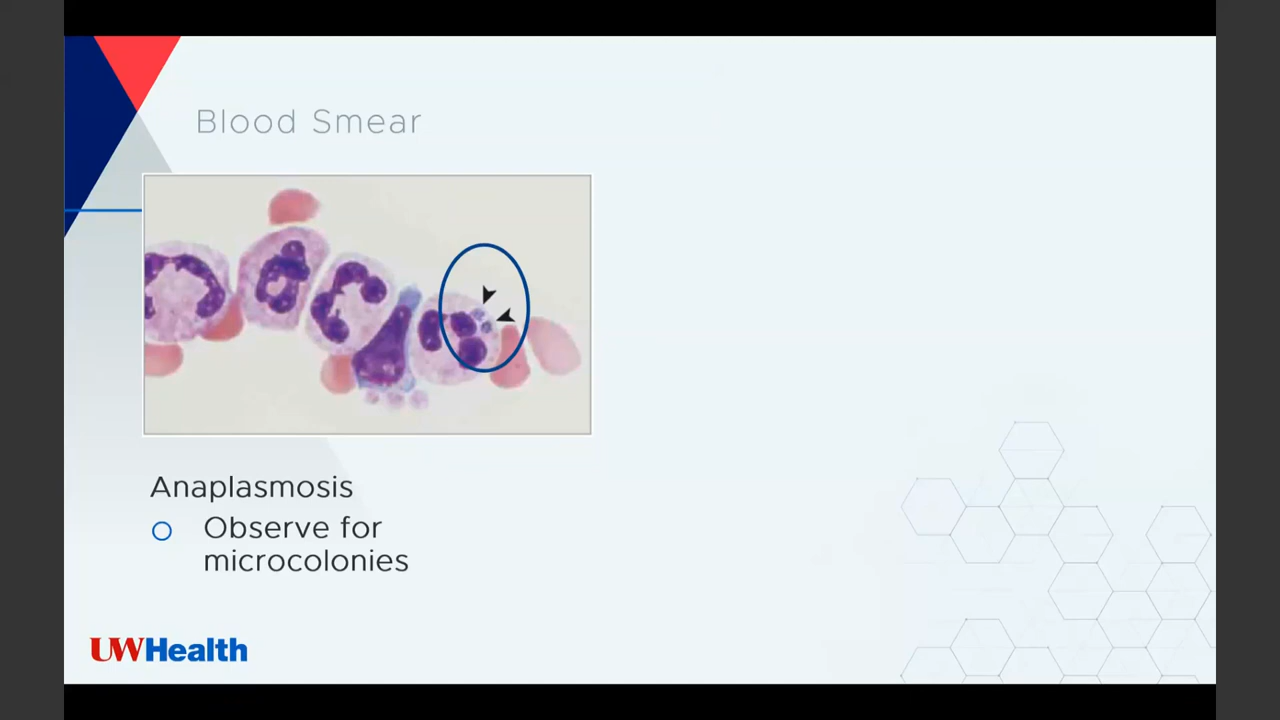 Blood Smear
Anaplasmosis
Observe for
microcolonies
UWHealth